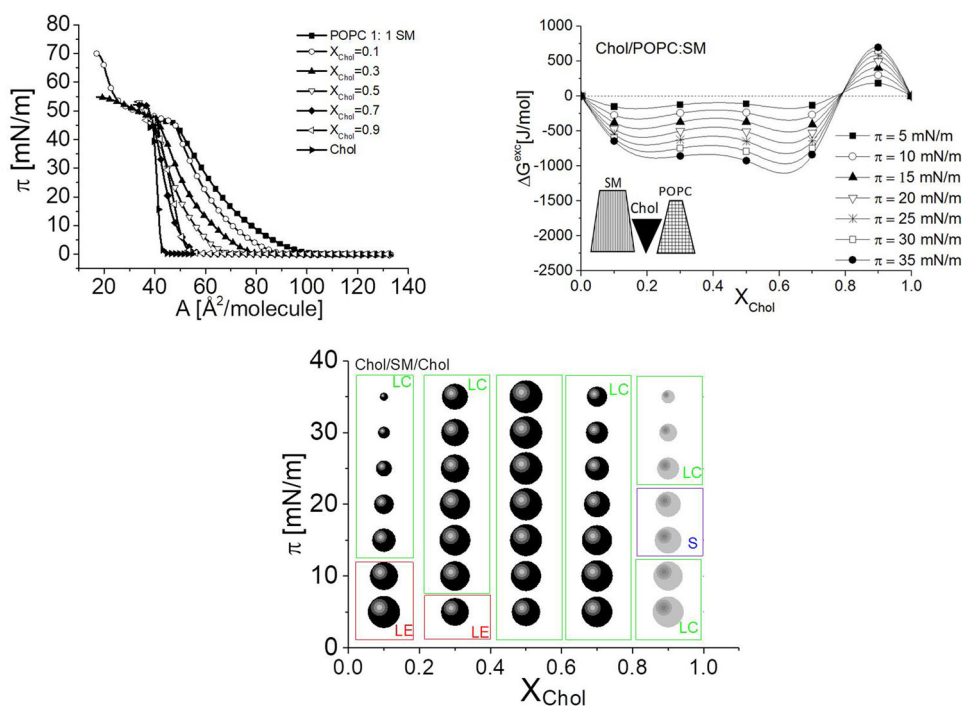 80
70
60
50
40
30
20
10
0
π [mN/m]
20 40 60 80 100 120 140
A [Å²/molecule]
POPC 1: 1 SM
X_Chol=0.1
X_Chol=0.3
X_Chol=0.5
X_Chol=0.7
X_Chol=0.9
Chol
1000
500
0
-500
-1000
-1500
-2000
-2500
ΔG^exc[J/mol]
Chol/POPC:SM
SM
Chol
POPC
0.0 0.2 0.4 0.6 0.8 1.0
X_Chol
π = 5 mN/m
π = 10 mN/m
π = 15 mN/m
π = 20 mN/m
π = 25 mN/m
π = 30 mN/m
π = 35 mN/m
40
30
20
10
0
π [mN/m]
Chol/SM/Chol
LC
LC
LC
LC
S
LE
LE
LC
0.0 0.2 0.4 0.6 0.8 1.0
X_Chol